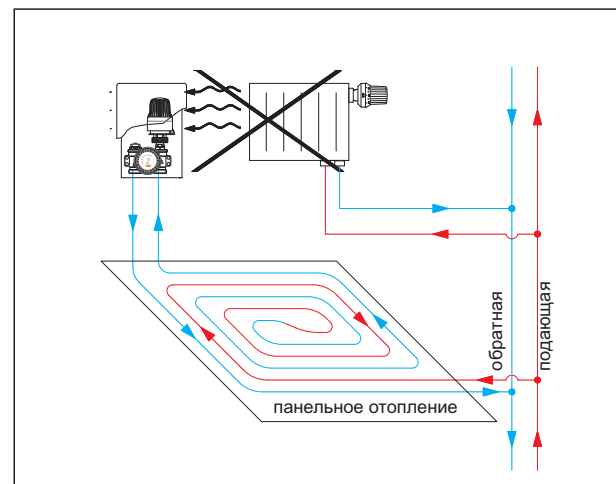 обратная
подающая
панельное отопление